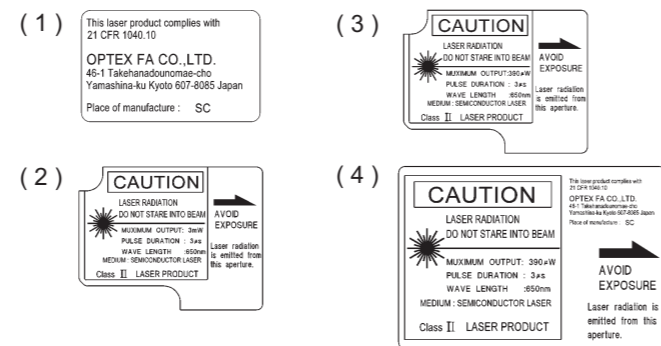 ( 1 )
This laser product complies with
21 CFR 1040.10
OPTEX FA CO.,LTD.
46-1 Takehanadounomae-cho
Yamashina-ku Kyoto 607-8085 Japan
Place of manufacture : SC
( 2 )
CAUTION
LASER RADIATION
DO NOT STARE INTO BEAM
MUXIMUM OUTPUT: 3mW
PULSE DURATION : 3μs
WAVE LENGTH :650nm
MEDIUM : SEMICONDUCTOR LASER
Class II LASER PRODUCT
AVOID
EXPOSURE
Laser radiation
is emitted from
this aperture.
( 3 )
CAUTION
LASER RADIATION
DO NOT STARE INTO BEAM
MUXIMUM OUTPUT:390μW
PULSE DURATION : 3μs
WAVE LENGTH :650nm
MEDIUM : SEMICONDUCTOR LASER
Class II LASER PRODUCT
AVOID
EXPOSURE
Laser radiation
is emitted from
this aperture.
( 4 )
CAUTION
LASER RADIATION
DO NOT STARE INTO BEAM
MUXIMUM OUTPUT: 390μW
PULSE DURATION : 3μs
WAVE LENGTH :650nm
MEDIUM : SEMICONDUCTOR LASER
Class II LASER PRODUCT
This laser product complies with
21 CFR 1040.10
OPTEX FA CO.,LTD.
46-1 Takehanadounomae-cho
Yamashina-ku Kyoto 607-8085 Japan
Place of manufacture : SC
AVOID
EXPOSURE
Laser radiation is
emitted from this
aperture.